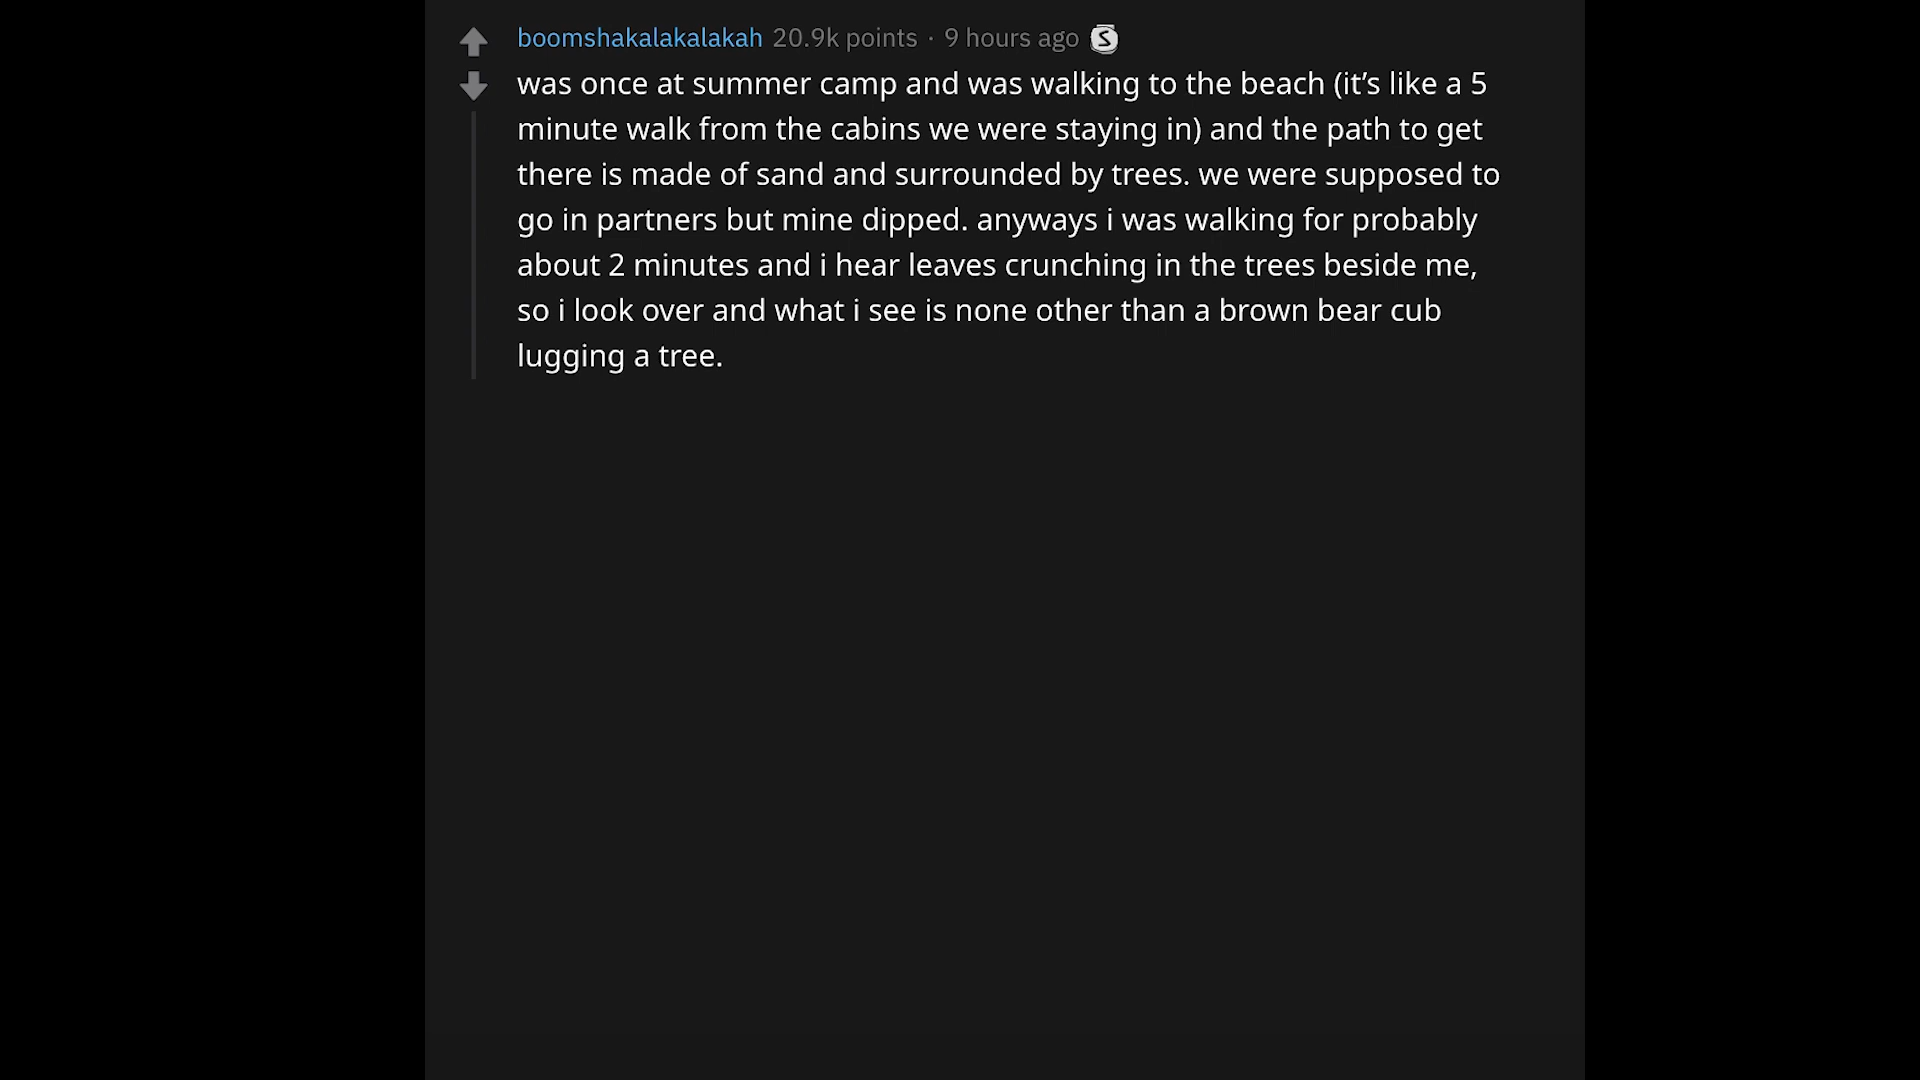 boomshakalakalakah 20.9k points · 9 hours ago S
was once at summer camp and was walking to the beach (it’s like a 5
minute walk from the cabins we were staying in) and the path to get
there is made of sand and surrounded by trees. we were supposed to
go in partners but mine dipped. anyways i was walking for probably
about 2 minutes and i hear leaves crunching in the trees beside me,
so i look over and what i see is none other than a brown bear cub
lugging a tree.